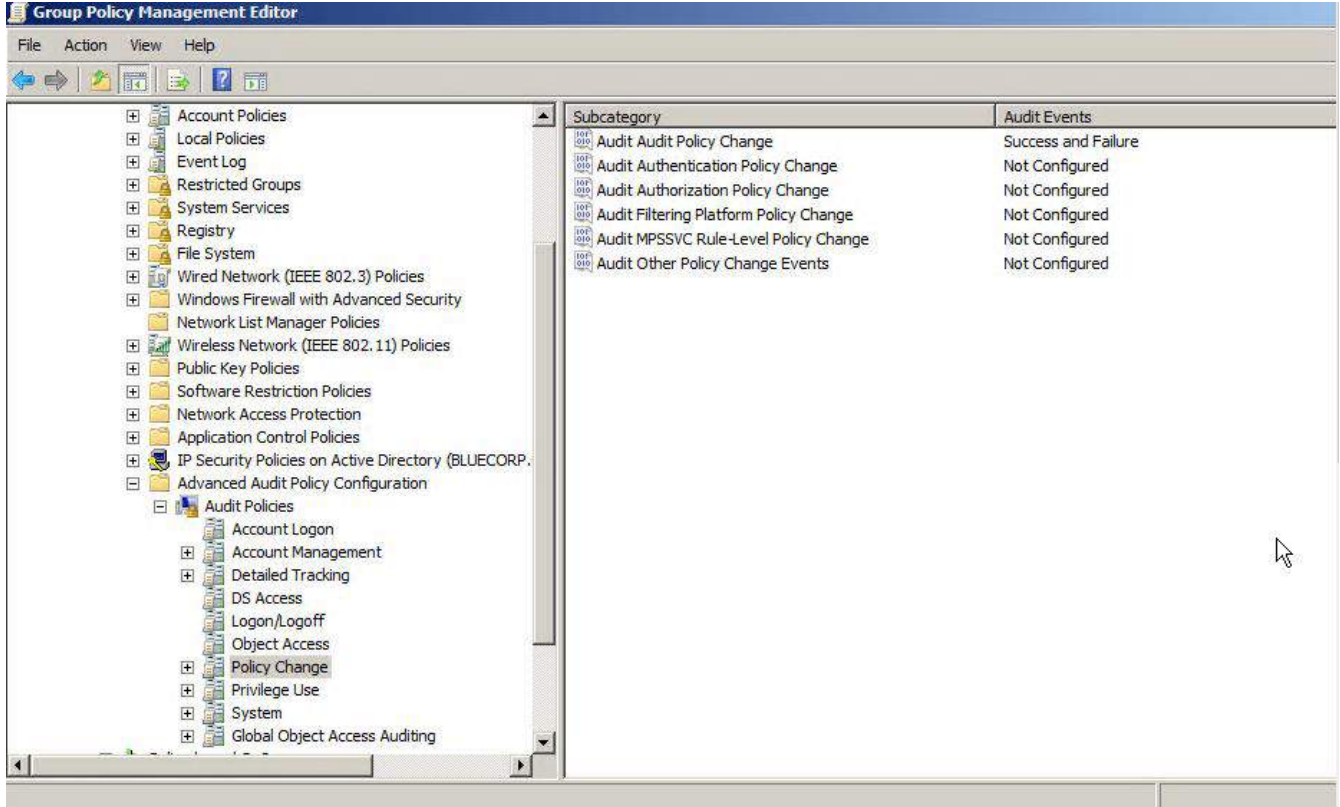 Group Policy Management Editor
File Action View Help
Account Policies
Local Policies
Event Log
Restricted Groups
System Services
Registry
File System
Wired Network (IEEE 802.3) Policies
Windows Firewall with Advanced Security
Network List Manager Policies
Wireless Network (IEEE 802.11) Policies
Public Key Policies
Software Restriction Policies
Network Access Protection
Application Control Policies
IP Security Policies on Active Directory (BLUECORP.
Advanced Audit Policy Configuration
Audit Policies
Account Logon
Account Management
Detailed Tracking
DS Access
Logon/Logoff
Object Access
Policy Change
Privilege Use
System
Global Object Access Auditing
Subcategory Audit Events
Audit Audit Policy Change Success and Failure
Audit Authentication Policy Change Not Configured
Audit Authorization Policy Change Not Configured
Audit Filtering Platform Policy Change Not Configured
Audit MPSSVC Rule-Level Policy Change Not Configured
Audit Other Policy Change Events Not Configured